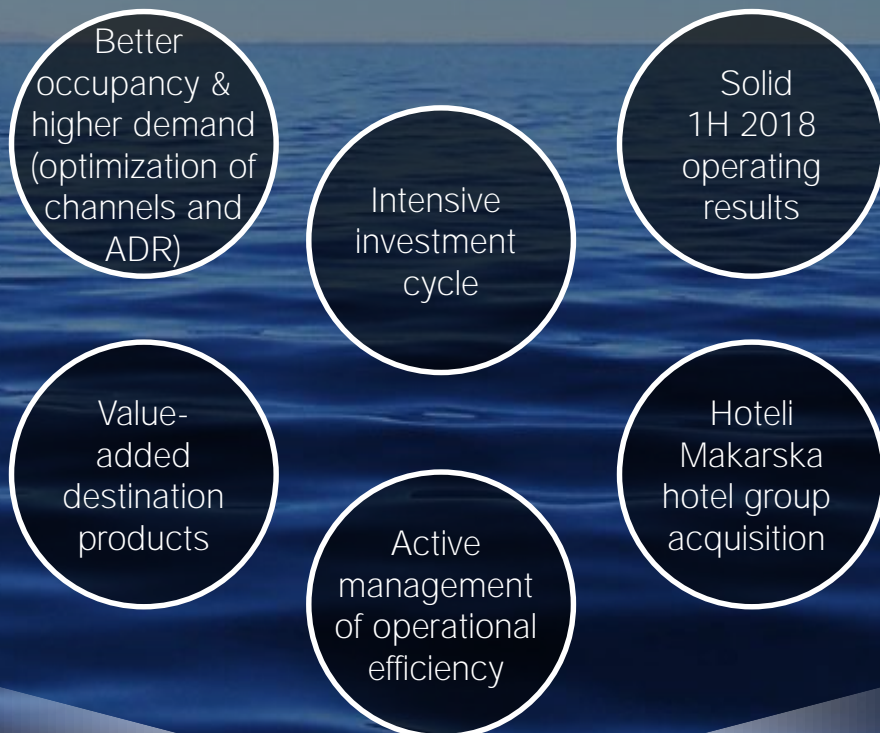 Better
occupancy &
higher demand
(optimization of
channels and
ADR)
Intensive
investment
cycle
Solid
1H 2018
operating
results
Value-
added
destination
products
Active
management
of operational
efficiency
Hoteli
Makarska
hotel group
acquisition